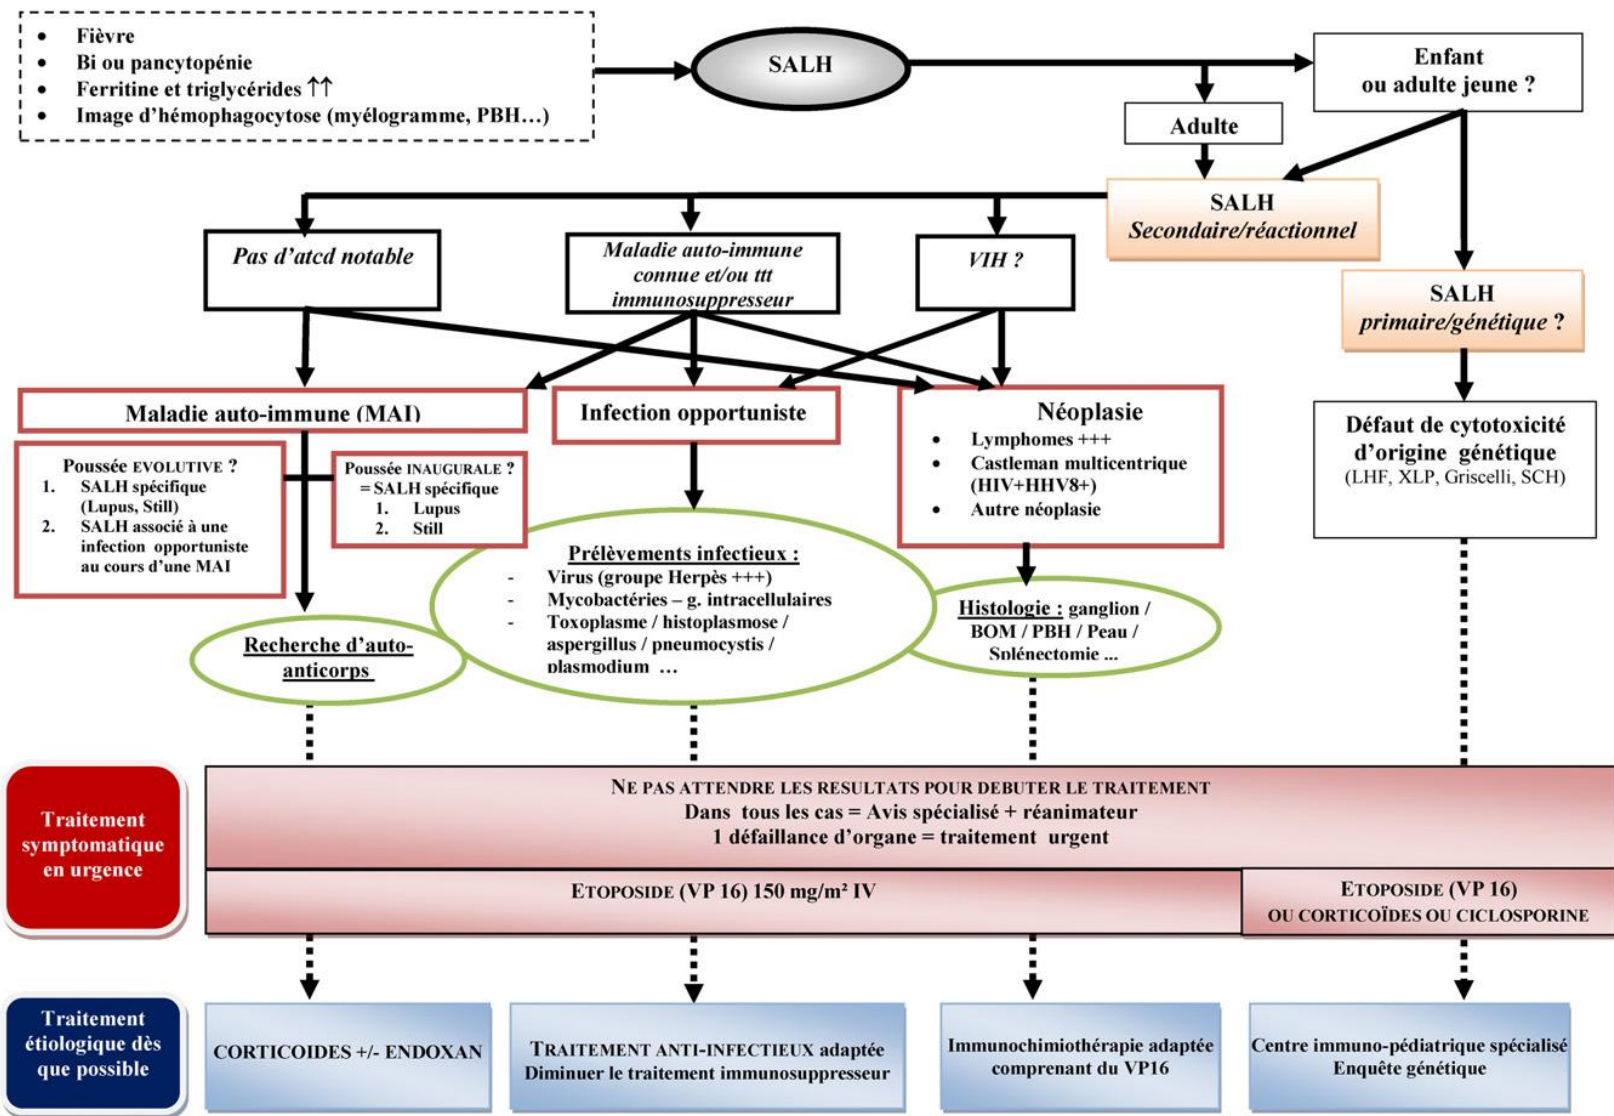 • Fièvre
• Bi ou pancytopénie
• Ferritine et triglycérides ↑↑
• Image d'hémophagocytose (myélogramme, PBH…)
SALH
Enfant
ou adulte jeune ?
Adulte
SALH
Secondaire/réactionnel
Pas d'atcd notable
Maladie auto-immune
connue et/ou ttt
immunosuppresseur
VIH ?
SALH
primaire/génétique ?
Maladie auto-immune (MAI)
Infection opportuniste
Néoplasie
• Lymphomes +++
• Castleman multicentrique
(HIV+HHV8+)
• Autre néoplasie
Défaut de cytotoxicité
d'origine génétique
(LHF, XLP, Griscelli, SCH)
Poussée EVOLUTIVE ?
1. SALH spécifique
(Lupus, Still)
2. SALH associé à une
infection opportuniste
au cours d'une MAI
Poussée INAUGURALE ?
= SALH spécifique
1. Lupus
2. Still
Prélèvements infectieux :
- Virus (groupe Herpès +++)
- Mycobactéries – g. intracellulaires
- Toxoplasme / histoplasmose /
aspergillus / pneumocystis /
plasmodium …
Histologie : ganglion /
BOM / PBH / Peau /
Splénectomie ...
Recherche d'auto-
anticorps
Traitement
symptomatique
en urgence
NE PAS ATTENDRE LES RESULTATS POUR DEBUTER LE TRAITEMENT
Dans tous les cas = Avis spécialisé + réanimateur
1 défaillance d'organe = traitement urgent
ETOPOSIDE (VP 16) 150 mg/m² IV
ETOPOSIDE (VP 16)
OU CORTICOÏDES OU CICLOSPORINE
Traitement
étiologique dès
que possible
CORTICOIDES +/- ENDOXAN
TRAITEMENT ANTI-INFECTIEUX adaptée
Diminuer le traitement immunosuppresseur
Immunochimiothérapie adaptée
comprenant du VP16
Centre immuno-pédiatrique spécialisé
Enquête génétique